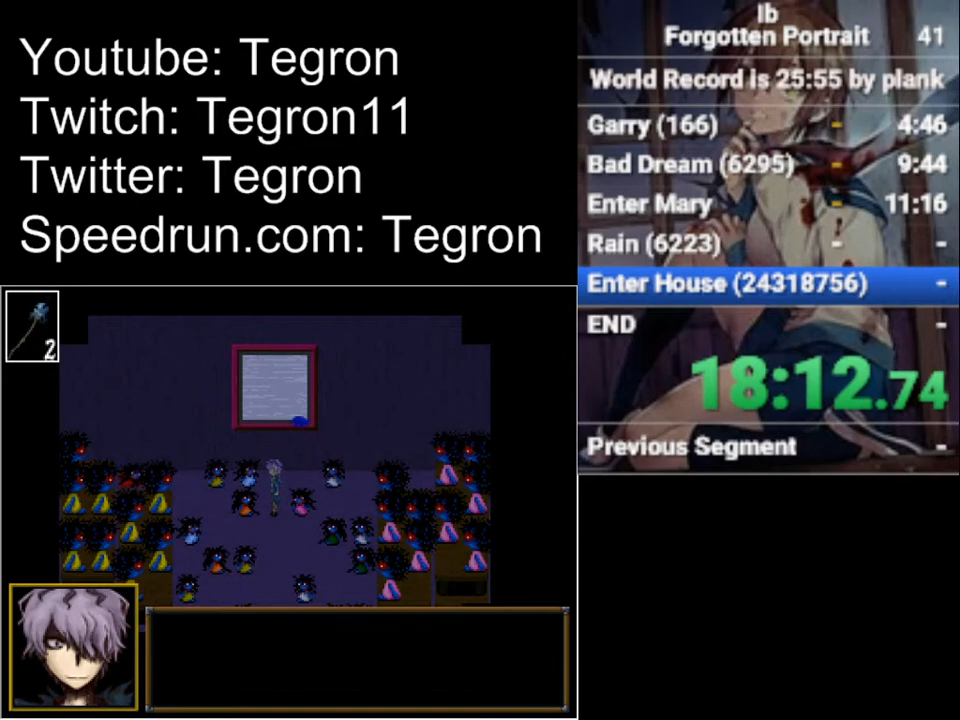 Youtube: Tegron
Twitch: Tegron11
Twitter: Tegron
Speedrun.com: Tegron
Ib
Forgotten Portrait 41
World Record is 25:55 by plank
Garry (166) - 4:46
Bad Dream (6295) - 9:44
Enter Mary - 11:16
Rain (6223) - -
Enter House (24318756) -
END -
18:12.74
Previous Segment -
2